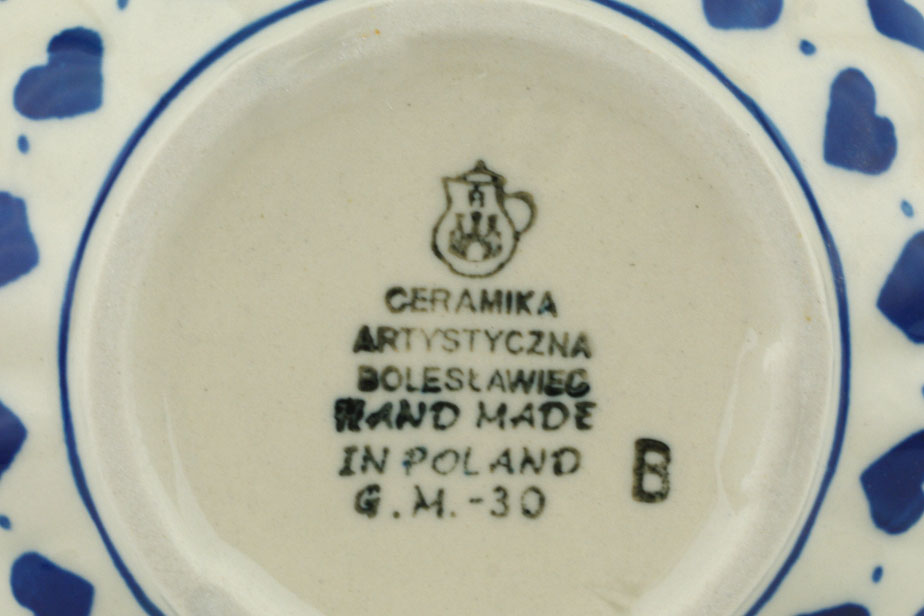 CERAMIKA
ARTYSTYCZNA
BOLESŁAWIEC
HAND MADE
IN POLAND
G.M.-30
B